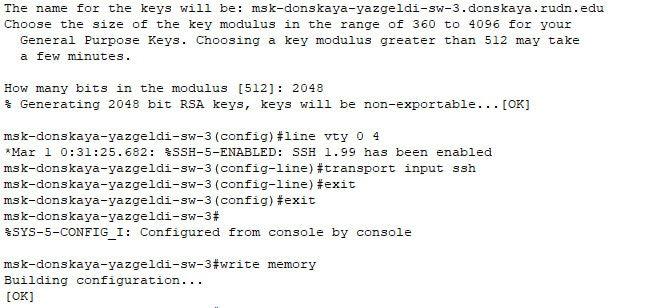 The name for the keys will be: msk-donskaya-yazgeldi-sw-3.donskaya.rudn.edu
Choose the size of the key modulus in the range of 360 to 4096 for your
  General Purpose Keys. Choosing a key modulus greater than 512 may take
  a few minutes.

How many bits in the modulus [512]: 2048
% Generating 2048 bit RSA keys, keys will be non-exportable...[OK]

msk-donskaya-yazgeldi-sw-3(config)#line vty 0 4
*Mar 1 0:31:25.682: %SSH-5-ENABLED: SSH 1.99 has been enabled
msk-donskaya-yazgeldi-sw-3(config-line)#transport input ssh
msk-donskaya-yazgeldi-sw-3(config-line)#exit
msk-donskaya-yazgeldi-sw-3(config)#exit
msk-donskaya-yazgeldi-sw-3#
%SYS-5-CONFIG_I: Configured from console by console

msk-donskaya-yazgeldi-sw-3#write memory
Building configuration...
[OK]